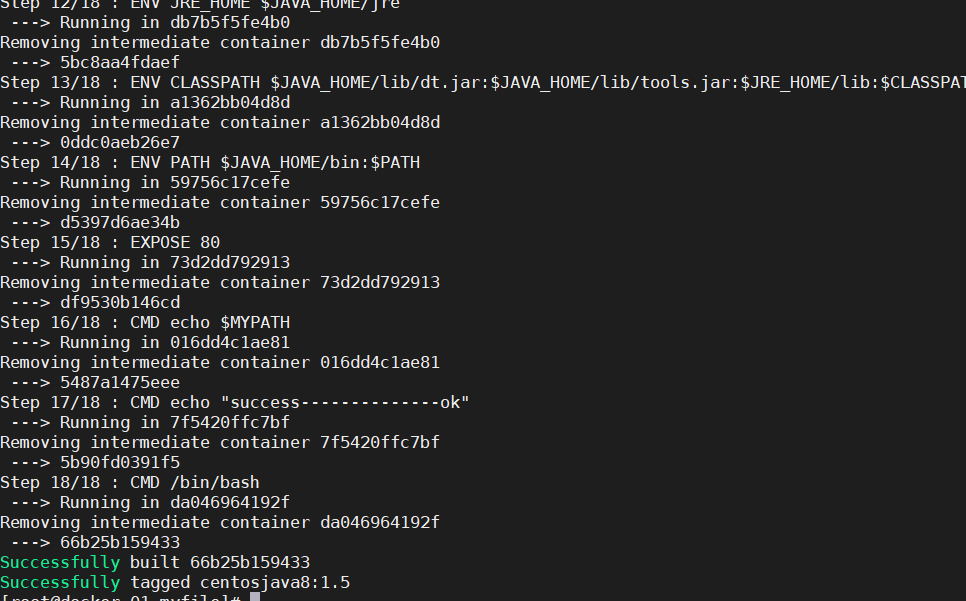 Step 12/18 : ENV JRE_HOME $JAVA_HOME/jre
 ---> Running in db7b5f5fe4b0
Removing intermediate container db7b5f5fe4b0
 ---> 5bc8aa4fdaef
Step 13/18 : ENV CLASSPATH $JAVA_HOME/lib/dt.jar:$JAVA_HOME/lib/tools.jar:$JRE_HOME/lib:$CLASSPAT
 ---> Running in a1362bb04d8d
Removing intermediate container a1362bb04d8d
 ---> 0ddc0aeb26e7
Step 14/18 : ENV PATH $JAVA_HOME/bin:$PATH
 ---> Running in 59756c17cefe
Removing intermediate container 59756c17cefe
 ---> d5397d6ae34b
Step 15/18 : EXPOSE 80
 ---> Running in 73d2dd792913
Removing intermediate container 73d2dd792913
 ---> df9530b146cd
Step 16/18 : CMD echo $MYPATH
 ---> Running in 016dd4c1ae81
Removing intermediate container 016dd4c1ae81
 ---> 5487a1475eee
Step 17/18 : CMD echo "success--------------ok"
 ---> Running in 7f5420ffc7bf
Removing intermediate container 7f5420ffc7bf
 ---> 5b90fd0391f5
Step 18/18 : CMD /bin/bash
 ---> Running in da046964192f
Removing intermediate container da046964192f
 ---> 66b25b159433
Successfully built 66b25b159433
Successfully tagged centosjava8:1.5
[root@docker-01 myfile]#